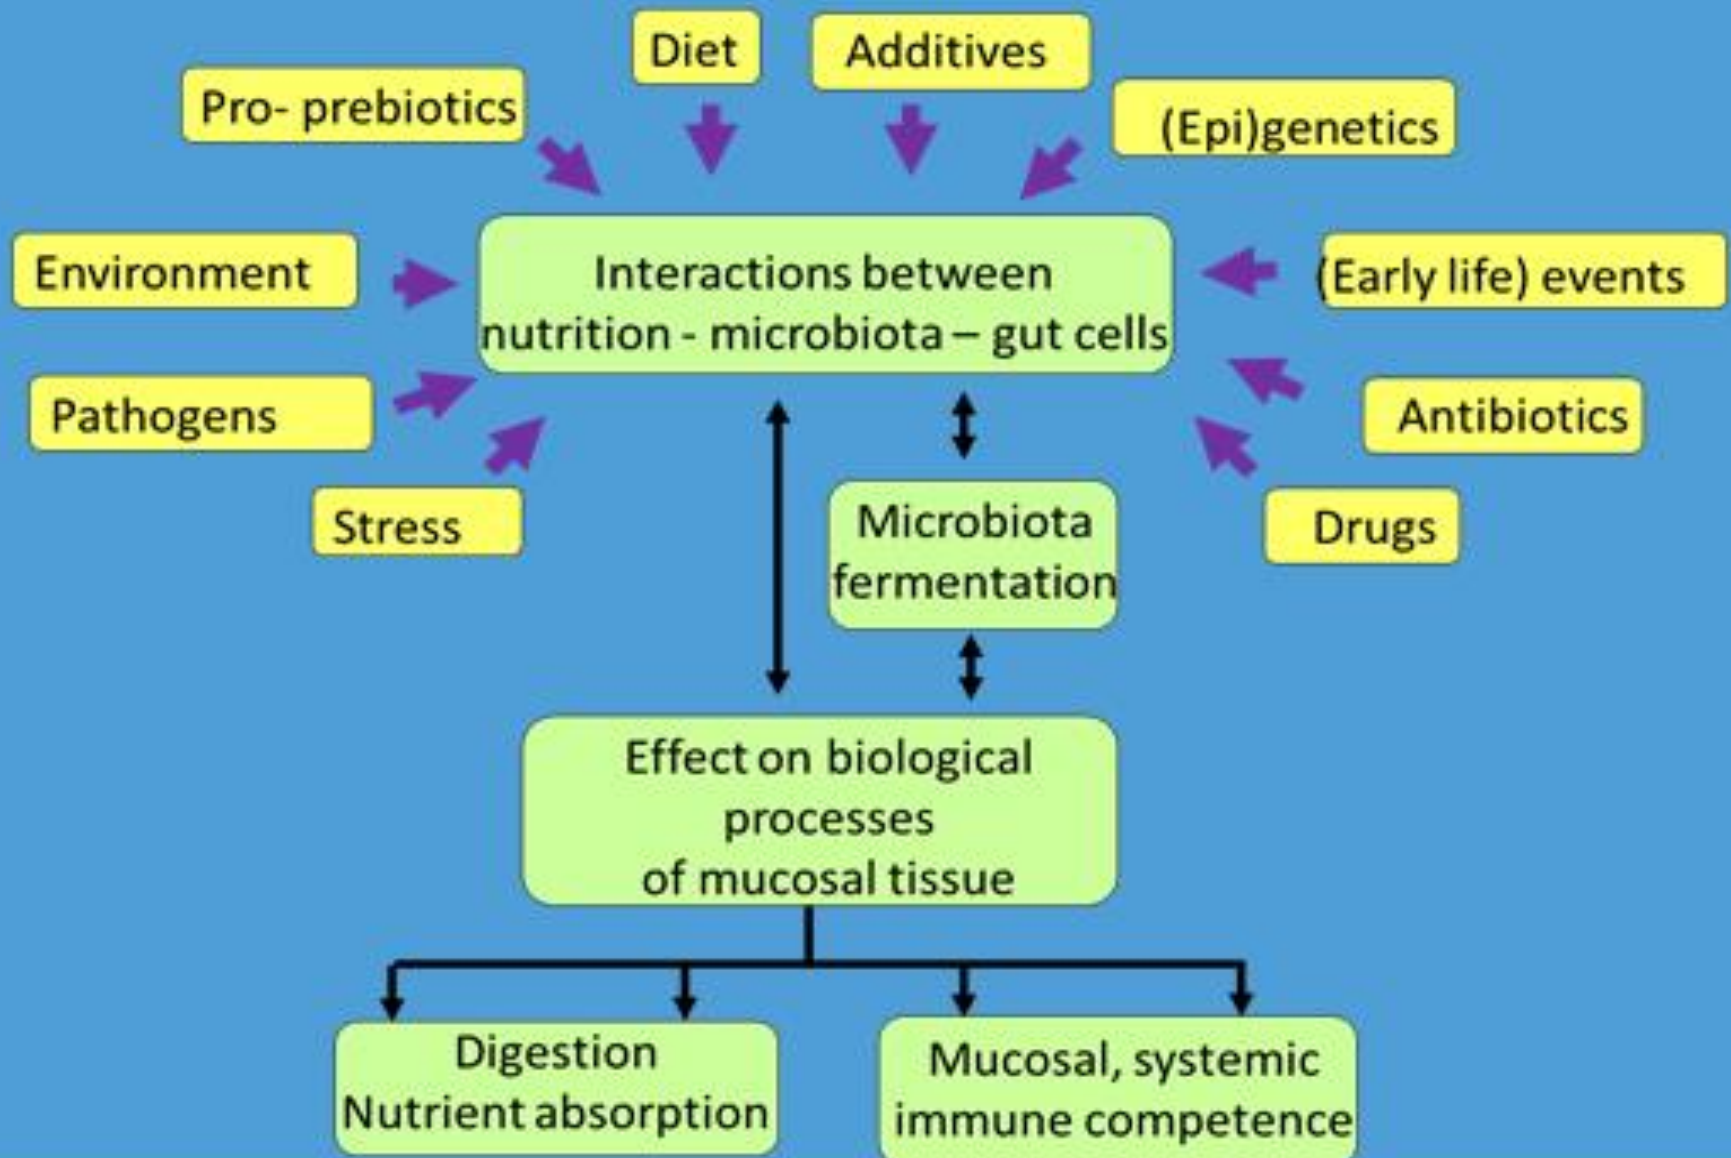 Diet
Additives
Pro- prebiotics
(Epi)genetics
Environment
Interactions between
nutrition - microbiota – gut cells
(Early life) events
Pathogens
Antibiotics
Stress
Microbiota
fermentation
Drugs
Effect on biological
processes
of mucosal tissue
Digestion
Nutrient absorption
Mucosal, systemic
immune competence